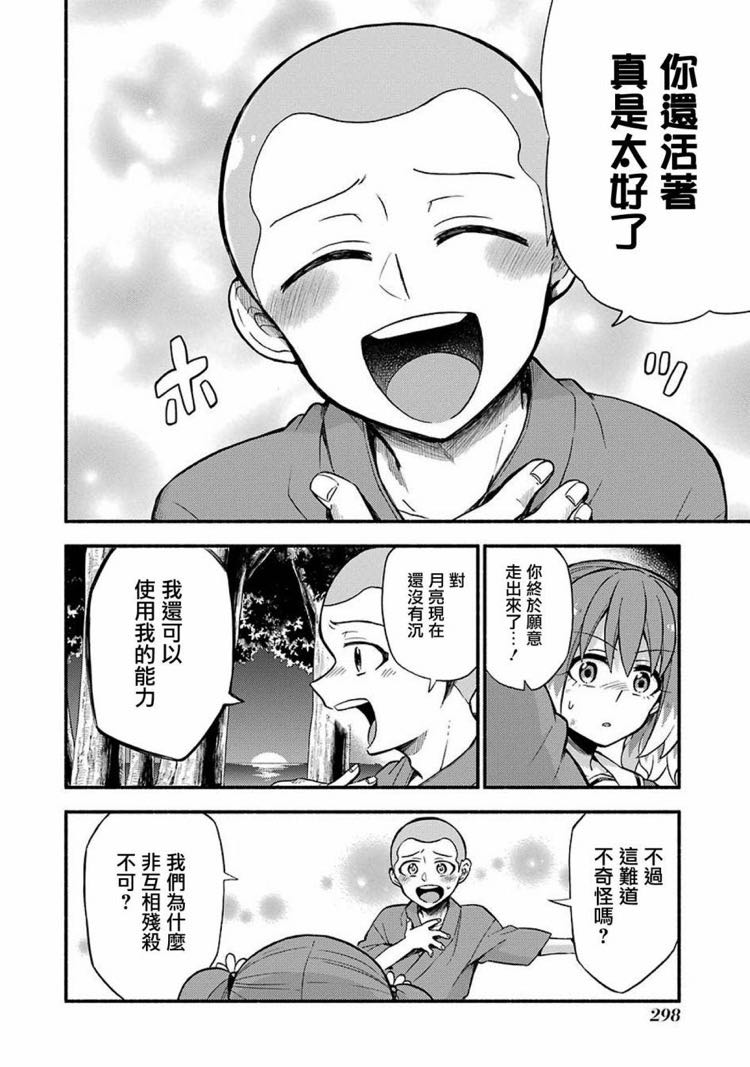 你還活著
真是太好了
ホッ
你終於願意
走出來了…！
對
月亮現在
還沒有沉
我還可以
使用我的能力
不過
這難道
不奇怪嗎？
我們為什麼
非互相殘殺
不可？
298